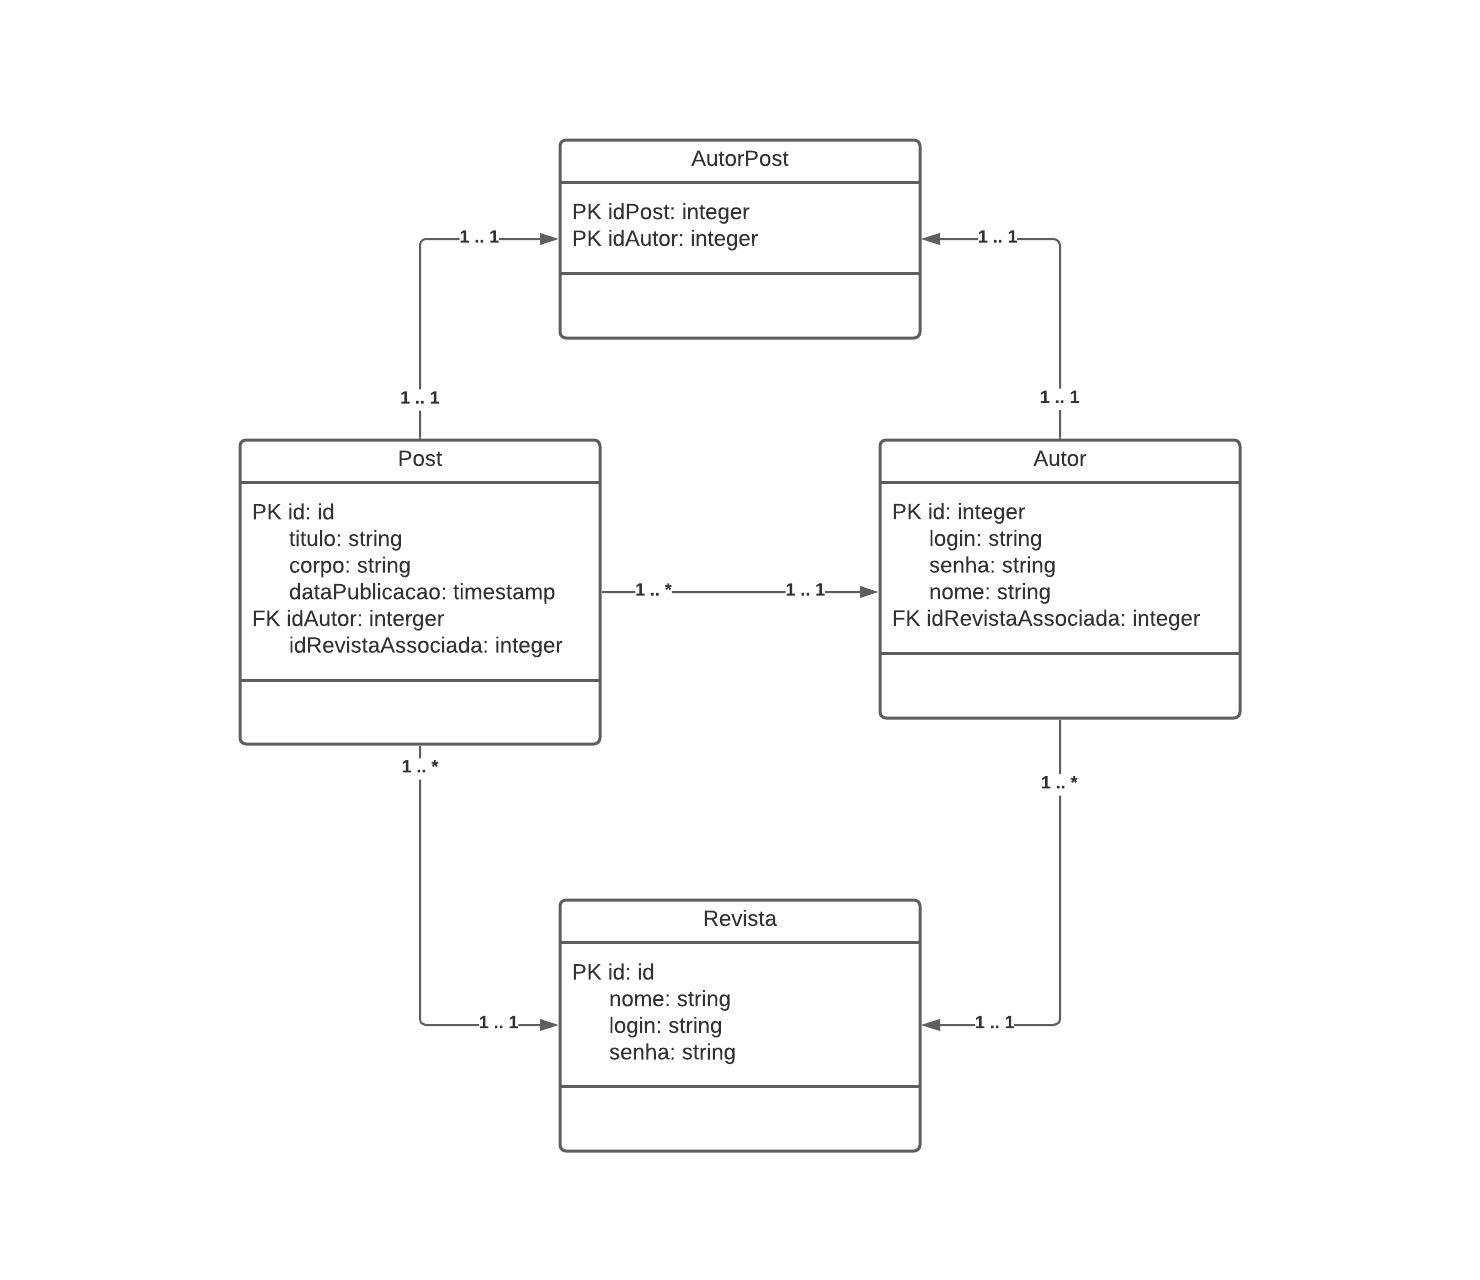 AutorPost
PK idPost: integer
PK idAutor: integer
1 .. 1
1 .. 1
1 .. 1
1 .. 1
Post
PK id: id
titulo: string
corpo: string
dataPublicacao: timestamp
FK idAutor: interger
idRevistaAssociada: integer
1 .. *
1 .. 1
Autor
PK id: integer
login: string
senha: string
nome: string
FK idRevistaAssociada: integer
1 .. *
1 .. *
Revista
PK id: id
nome: string
login: string
senha: string
1 .. 1
1 .. 1